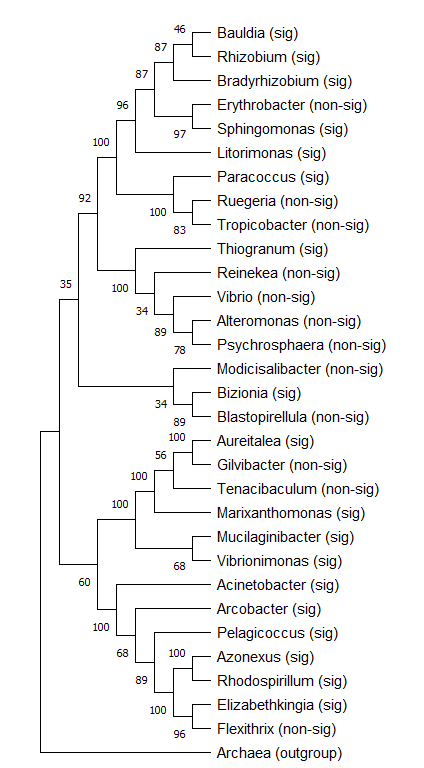 46
Bauldia (sig)
87
Rhizobium (sig)
87
Bradyrhizobium (sig)
96
Erythrobacter (non-sig)
97
Sphingomonas (sig)
100
Litorimonas (sig)
Paracoccus (sig)
92
Ruegeria (non-sig)
100
83
Tropicobacter (non-sig)
Thiogranum (sig)
35
100
Reinekea (non-sig)
34
Vibrio (non-sig)
89
Alteromonas (non-sig)
78
Psychrosphaera (non-sig)
Modicisalibacter (non-sig)
34
Bizionia (sig)
89
Blastopirellula (non-sig)
100
Aureitalea (sig)
56
Gilvibacter (non-sig)
100
Tenacibaculum (non-sig)
100
Marixanthomonas (sig)
Mucilaginibacter (sig)
68
Vibrionimonas (sig)
60
Acinetobacter (sig)
100
Arcobacter (sig)
68
Pelagicoccus (sig)
89
100
Azonexus (sig)
Rhodospirillum (sig)
100
Elizabethkingia (sig)
96
Flexithrix (non-sig)
Archaea (outgroup)